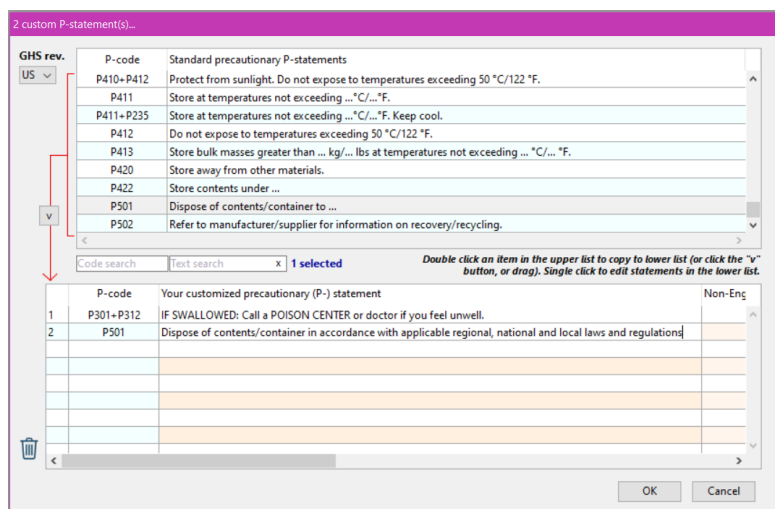 2 custom P-statement(s)...
GHS rev.
US
P-code Standard precautionary P-statements
P410+P412 Protect from sunlight. Do not expose to temperatures exceeding 50 °C/122 °F.
P411 Store at temperatures not exceeding ...°C/...°F.
P411+P235 Store at temperatures not exceeding ...°C/...°F. Keep cool.
P412 Do not expose to temperatures exceeding 50 °C/122 °F.
P413 Store bulk masses greater than ... kg/... lbs at temperatures not exceeding ... °C/... °F.
P420 Store away from other materials.
P422 Store contents under ...
P501 Dispose of contents/container to ...
P502 Refer to manufacturer/supplier for information on recovery/recycling.
v
Code search Text search x 1 selected
Double click an item in the upper list to copy to lower list (or click the "v"
button, or drag). Single click to edit statements in the lower list.
P-code Your customized precautionary (P-) statement Non-Eng
1 P301+P312 IF SWALLOWED: Call a POISON CENTER or doctor if you feel unwell.
2 P501 Dispose of contents/container in accordance with applicable regional, national and local laws and regulations
OK Cancel